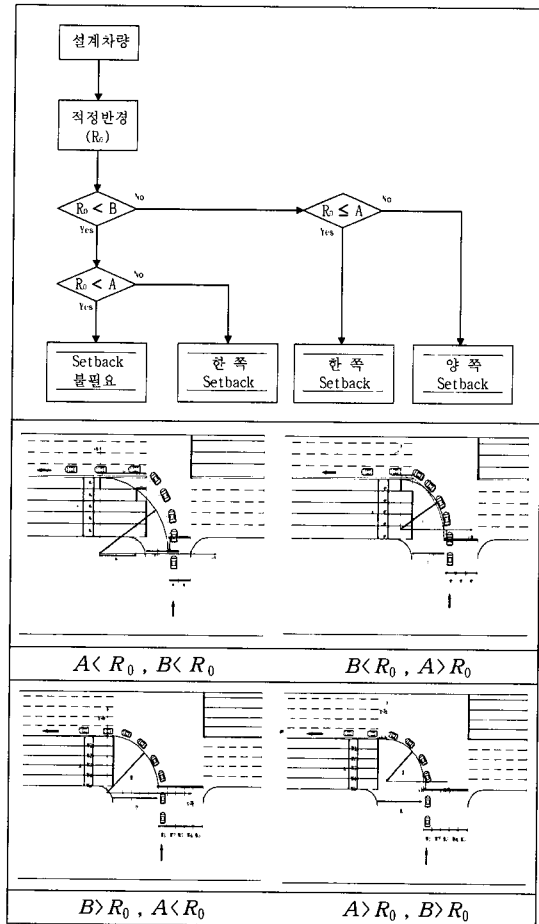 설계차량
적정반경
(R₀)
R₀ < B
No
Yes
R₀ ≤ A
No
Yes
R₀ < A
No
Yes
Setback
불필요
한 쪽
Setback
한 쪽
Setback
양 쪽
Setback
A< R₀ , B< R₀
B< R₀ , A> R₀
B> R₀ , A< R₀
A> R₀ , B> R₀